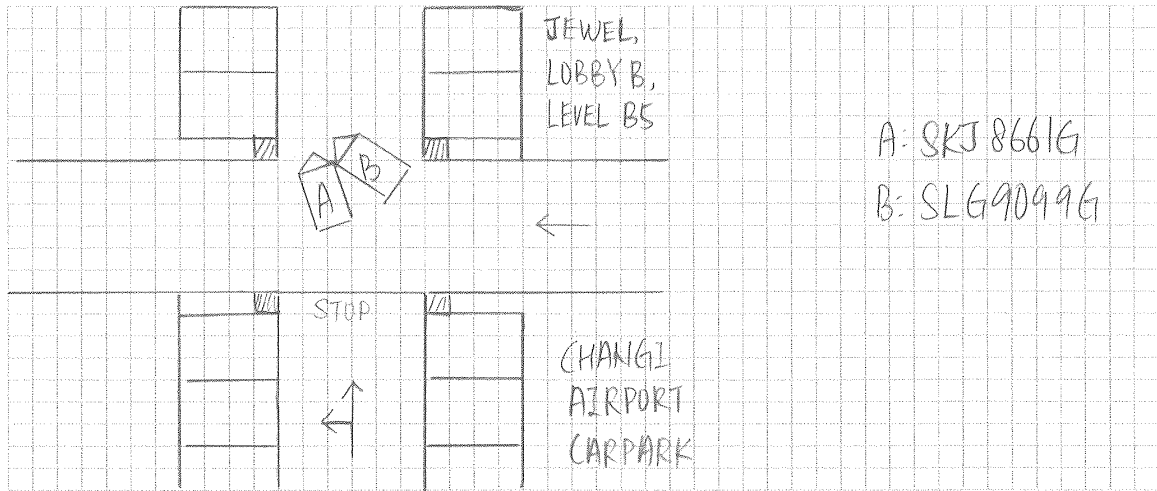 JEWEL,
LOBBY B,
LEVEL B5
A: SKJ 8661G
B: SLG9099G
B
A
STOP
CHANGI
AIRPORT
CARPARK